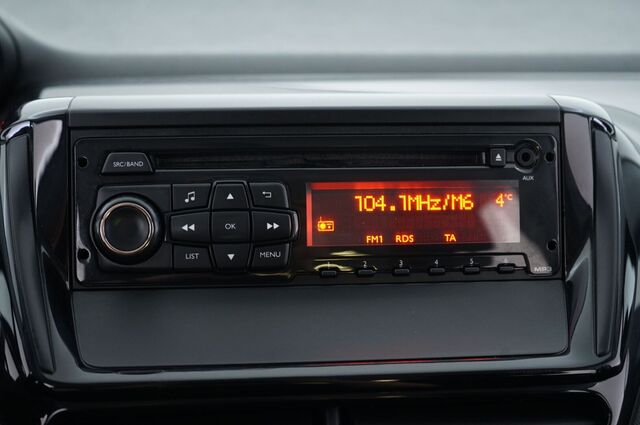 SRC/BAND
AUX
104.7MHz/M6 4°C
OK
FM1 RDS TA
LIST MENU
1 2 3 4 5 6
MP3